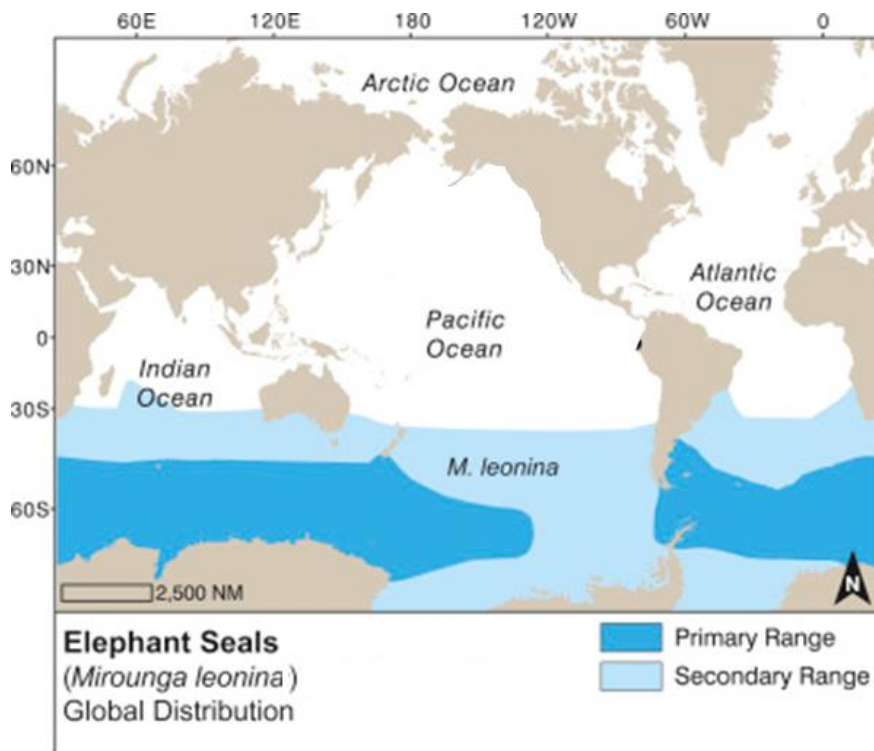 60E 120E 180 120W 60W 0
Arctic Ocean
60N
30N
Atlantic
Ocean
Pacific
Ocean
0
Indian
Ocean
30S
M. leonina
60S
2,500 NM
N
Elephant Seals
(Mirounga leonina )
Global Distribution
Primary Range
Secondary Range